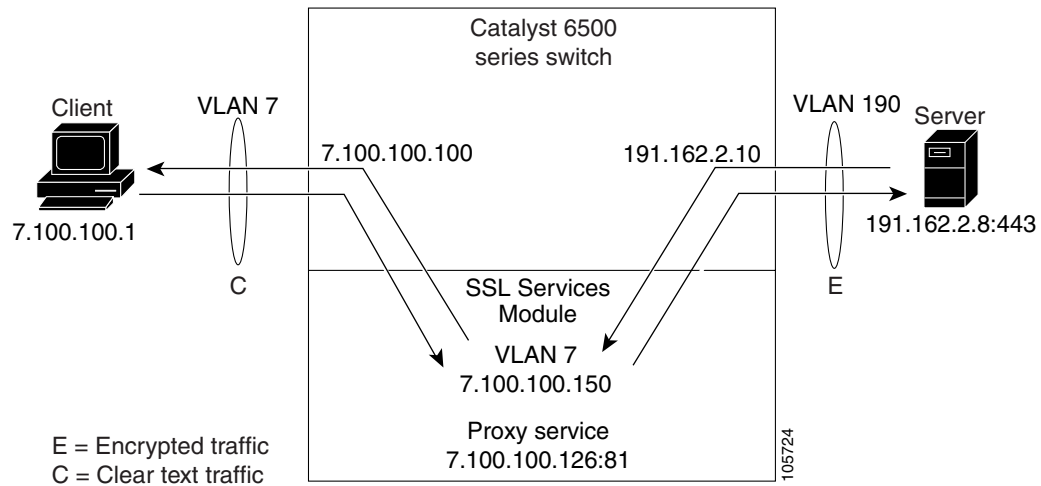 Catalyst 6500
series switch
Client
VLAN 7
VLAN 190
Server
7.100.100.100
191.162.2.10
7.100.100.1
191.162.2.8:443
C
E
SSL Services
Module
VLAN 7
7.100.100.150
Proxy service
7.100.100.126:81
E = Encrypted traffic
C = Clear text traffic
105724